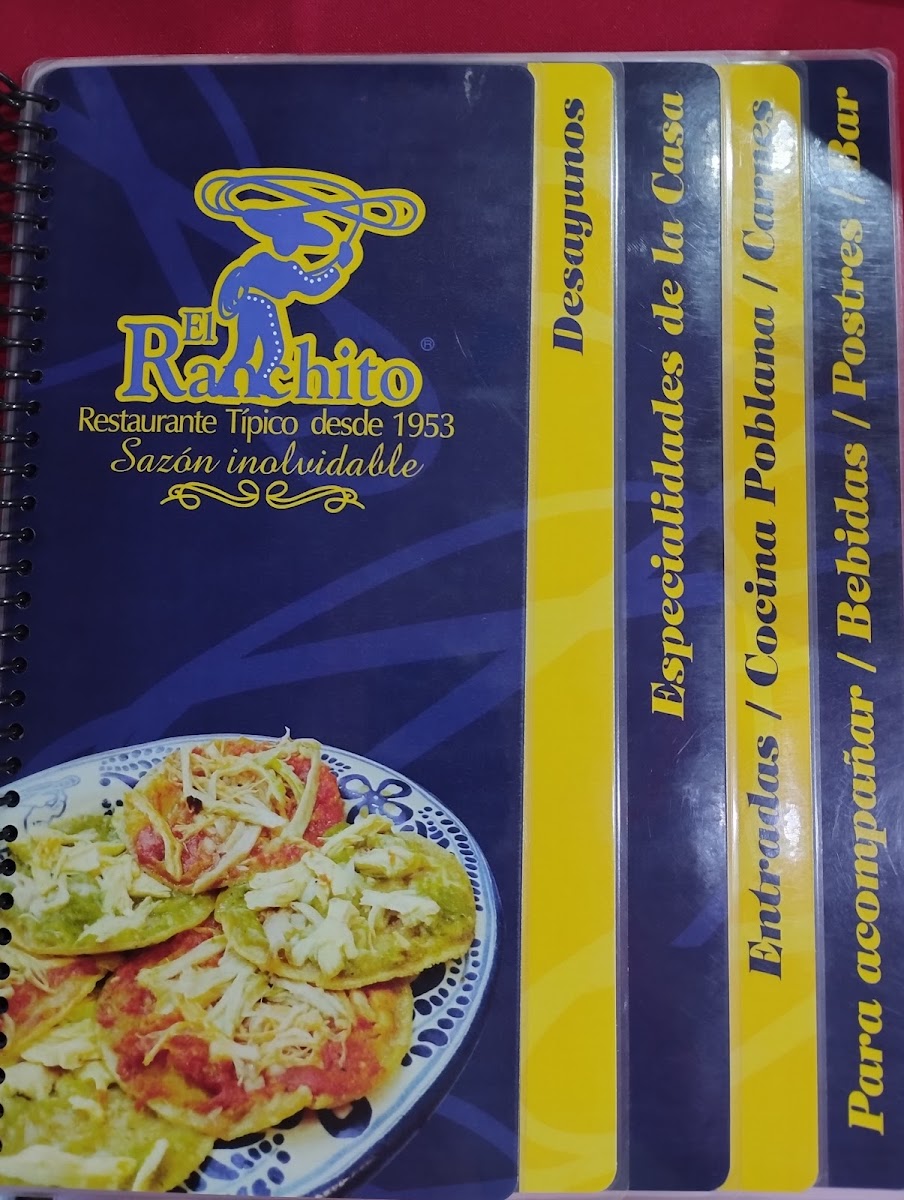 El
Ranchito ®
Restaurante Típico desde 1953
Sazón inolvidable
Desayunos
Especialidades de la Casa
Entradas / Cocina Poblana / Carnes
Para acompañar / Bebidas / Postres / Bar